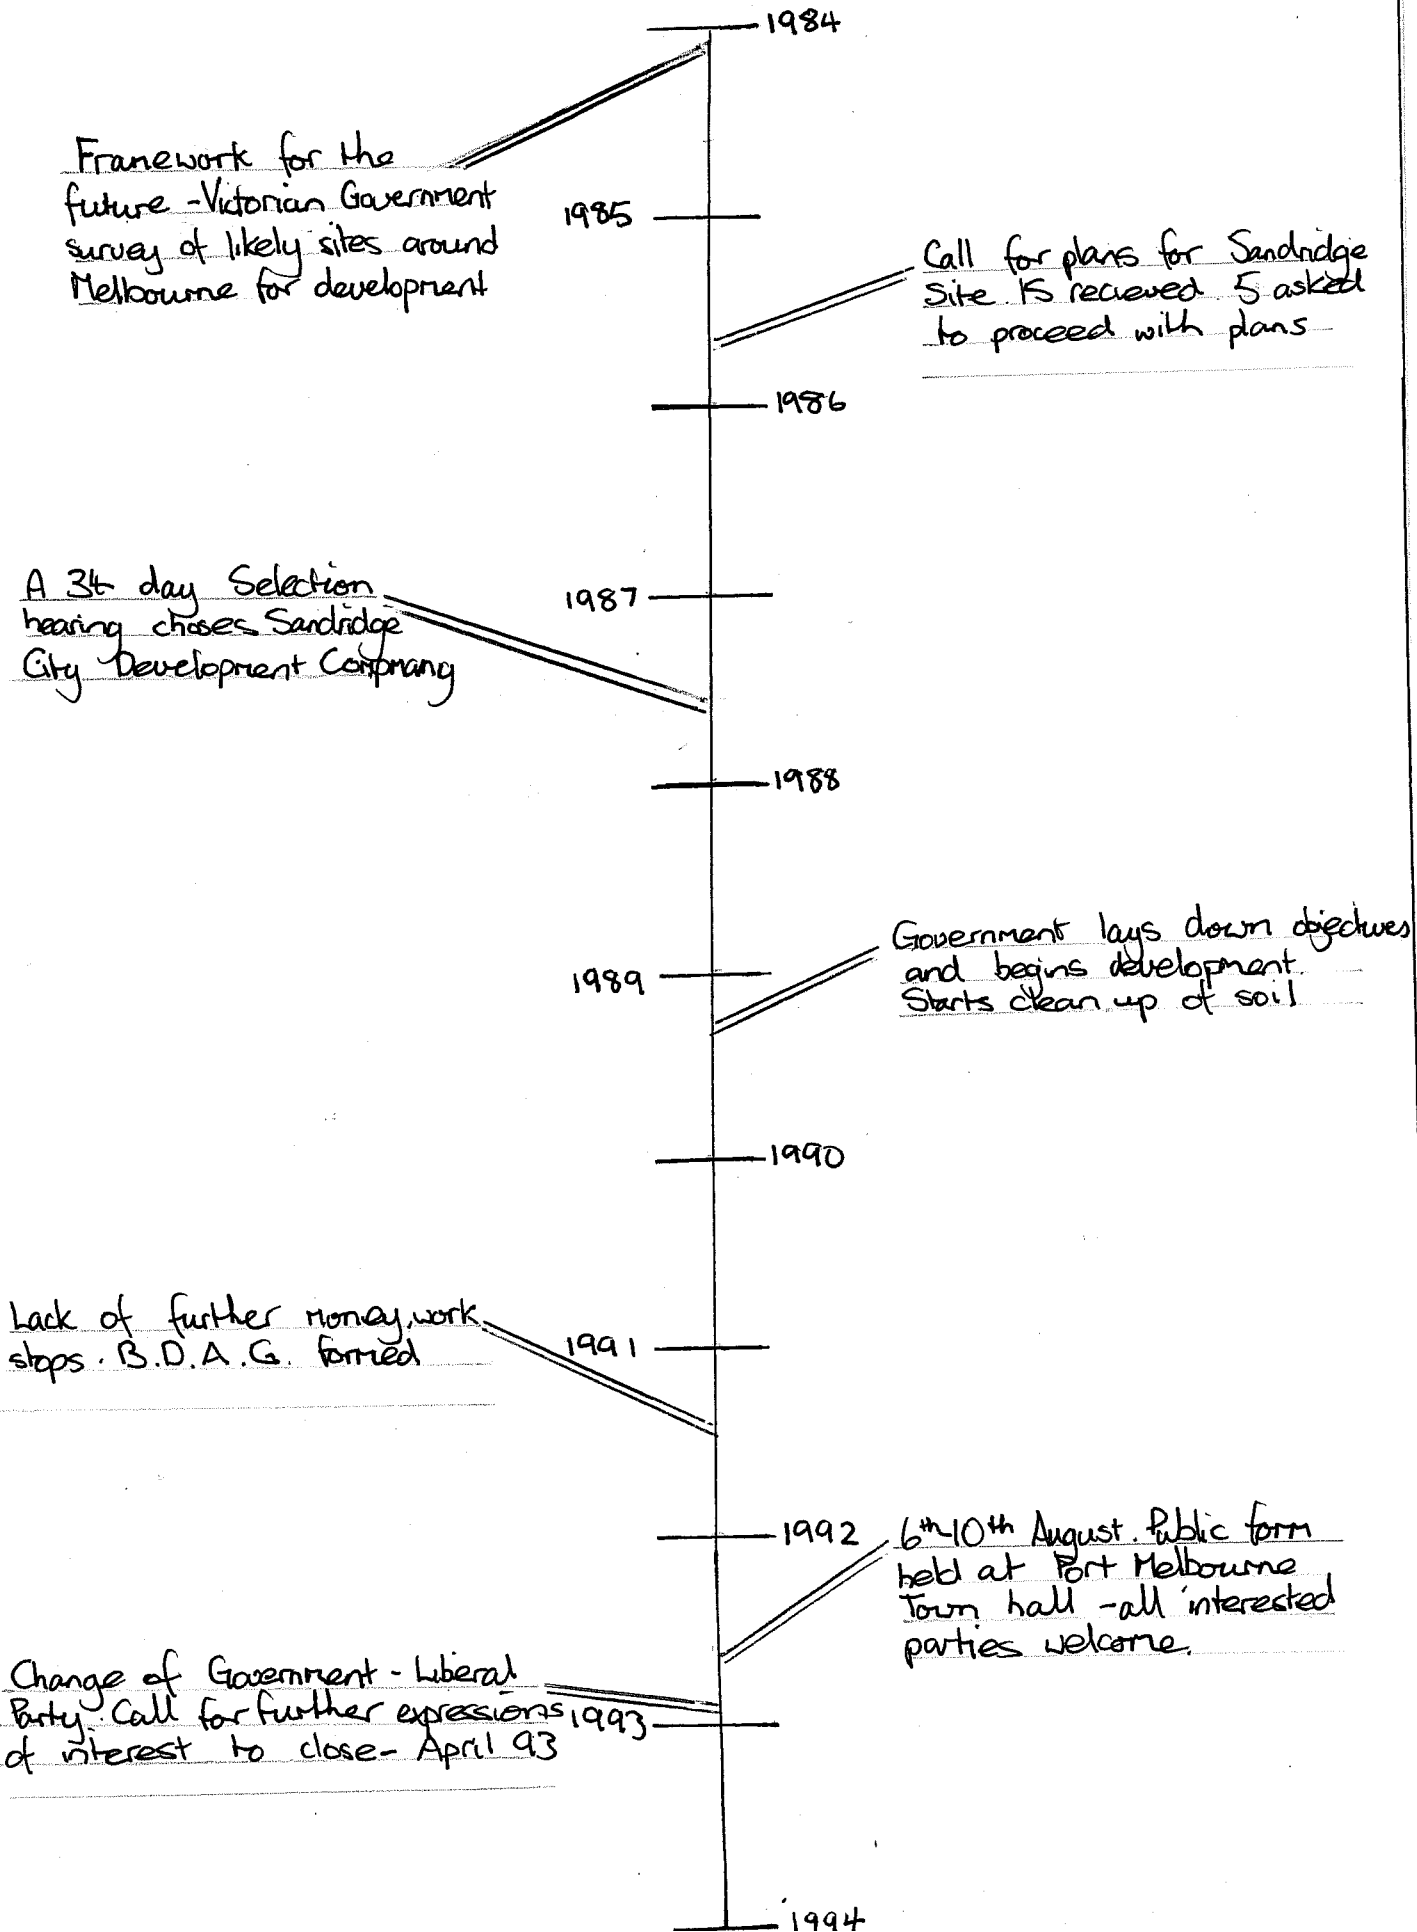 1984
Franework for the
future - Victorian Government
survey of likely sites around
Melbourne for development
1985
Call for plans for Sandridge
Site. 15 recieved 5 asked
to proceed with plans
1986
A 34 day Selection
hearing choses Sandridge
City Development Compnany
1987
1988
Government lays down objectives
and begins development.
Starts clean up of soil
1989
1990
Lack of further money, work
stops. B.D.A.G. formed
1991
1992
6th-10th August. Public form
held at Port Melbourne
Town hall - all interested
parties welcome.
Change of Government - Liberal
Party. Call for further expressions
of interest to close - April 93
1993
1994